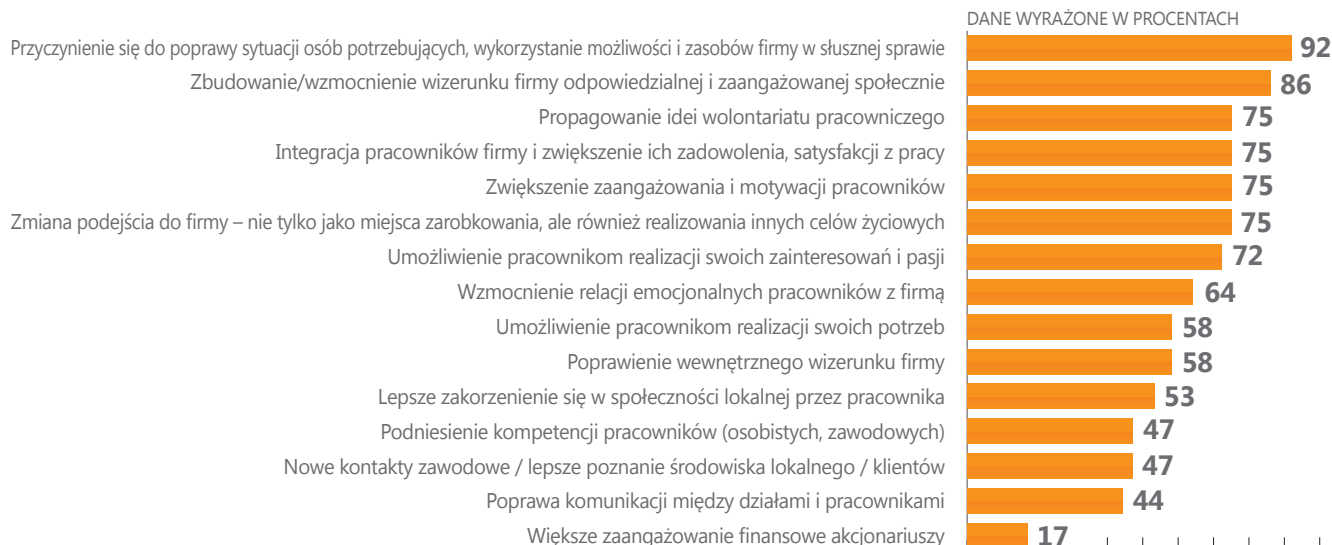 DANE WYRAŻONE W PROCENTACH
Przyczynienie się do poprawy sytuacji osób potrzebujących, wykorzystanie możliwości i zasobów firmy w słusznej sprawie 92
Zbudowanie/wzmocnienie wizerunku firmy odpowiedzialnej i zaangażowanej społecznie 86
Propagowanie idei wolontariatu pracowniczego 75
Integracja pracowników firmy i zwiększenie ich zadowolenia, satysfakcji z pracy 75
Zwiększenie zaangażowania i motywacji pracowników 75
Zmiana podejścia do firmy – nie tylko jako miejsca zarobkowania, ale również realizowania innych celów życiowych 75
Umożliwienie pracownikom realizacji swoich zainteresowań i pasji 72
Wzmocnienie relacji emocjonalnych pracowników z firmą 64
Umożliwienie pracownikom realizacji swoich potrzeb 58
Poprawienie wewnętrznego wizerunku firmy 58
Lepsze zakorzenienie się w społeczności lokalnej przez pracownika 53
Podniesienie kompetencji pracowników (osobistych, zawodowych) 47
Nowe kontakty zawodowe / lepsze poznanie środowiska lokalnego / klientów 47
Poprawa komunikacji między działami i pracownikami 44
Większe zaangażowanie finansowe akcjonariuszy 17